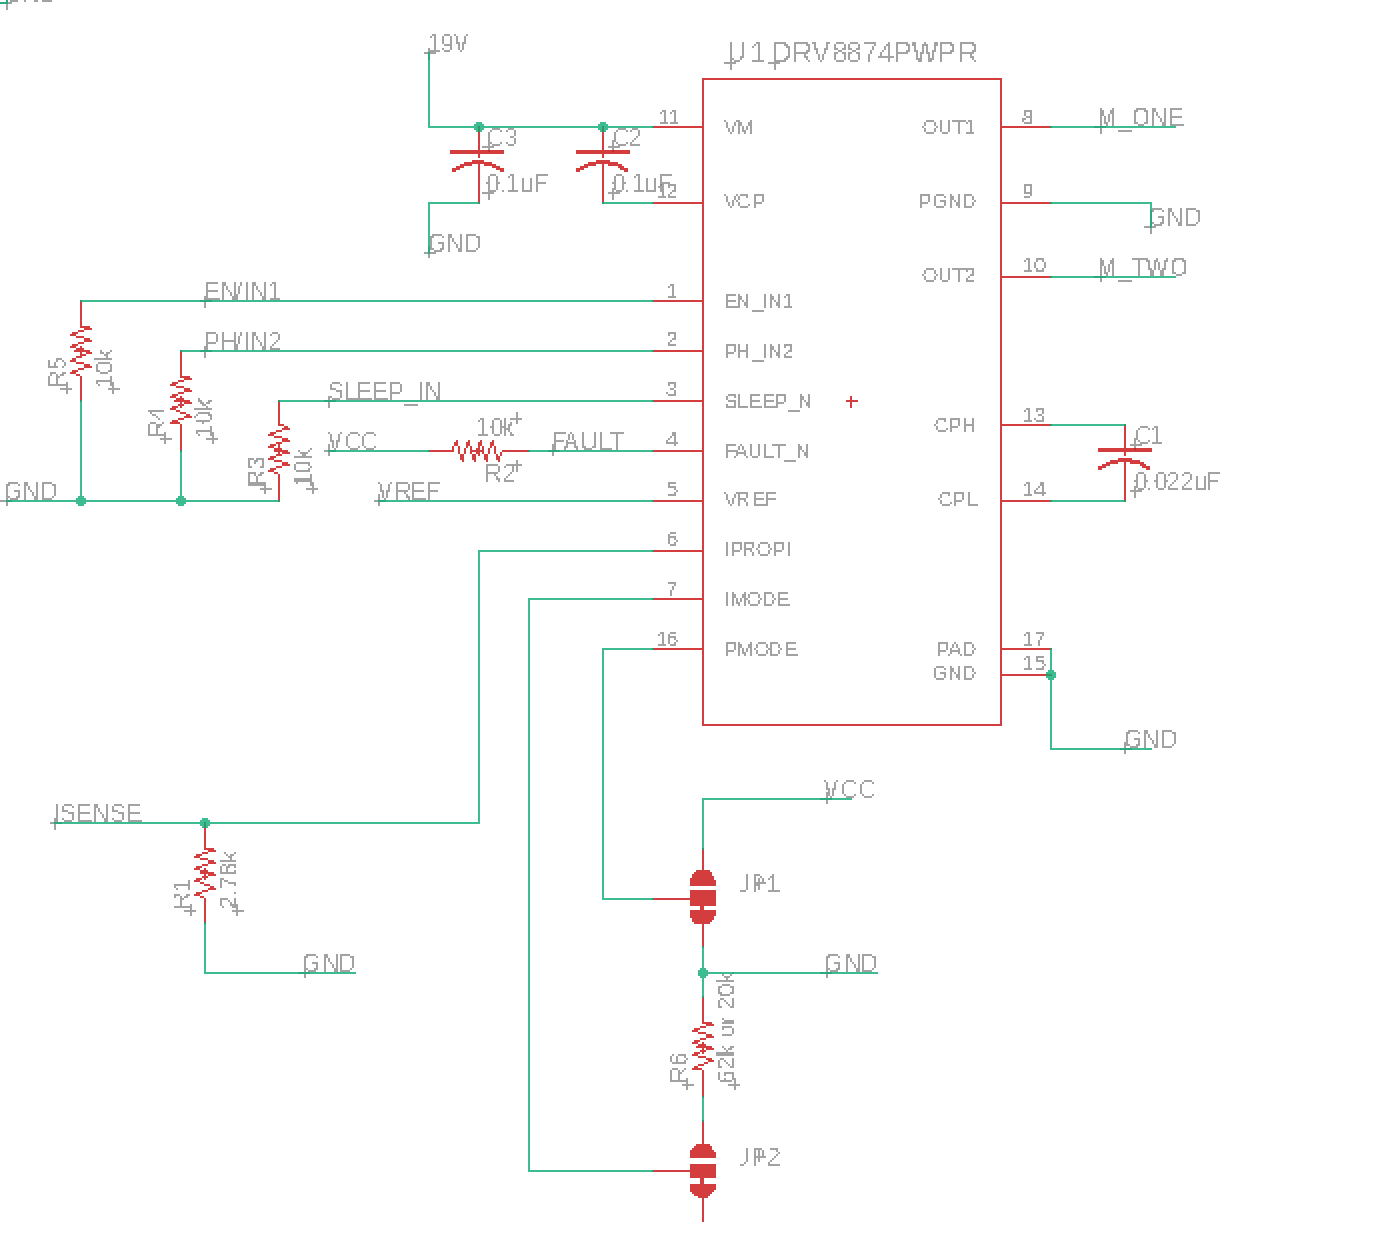 19V
U1 DRV8874PWPR
11 VM OUT1 8 M_ONE
C3 C2
0.1uF 0.1uF
12 VCP PGND 9 GND
GND
OUT2 10 M_TWO
EN/IN1 1 EN_IN1
PH/IN2 2 PH_IN2
R5 10k
SLEEP_IN 3 SLEEP_N
R4 10k
CPH 13 C1
VCC 10k R2 FAULT 4 FAULT_N
R3 10k
0.022uF
GND VREF 5 VREF CPL 14
6 IPROPI
7 IMODE
16 PMODE PAD 17
GND 15
GND
VCC
ISENSE
R1 2.78k
JP1
GND GND
R6 62k or 20k
JP2